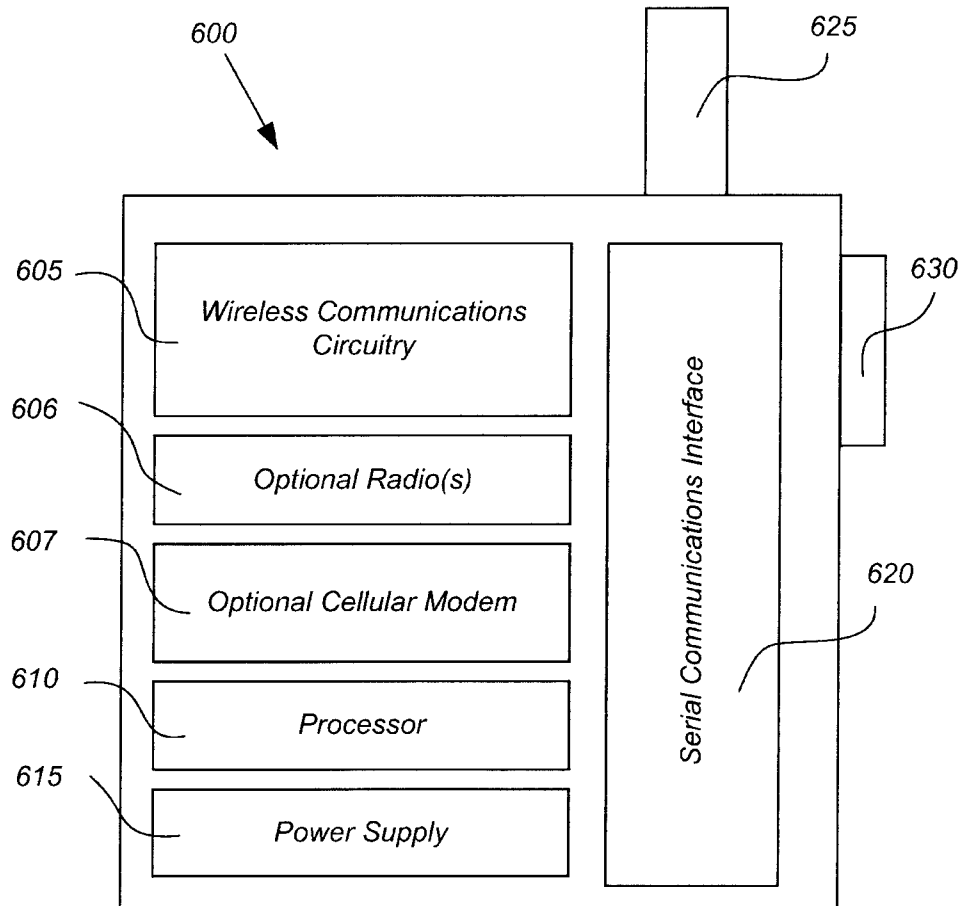 600
625
605
Wireless Communications
Circuitry
630
606
Optional Radio(s)
607
Optional Cellular Modem
Serial Communications Interface
620
610
Processor
615
Power Supply